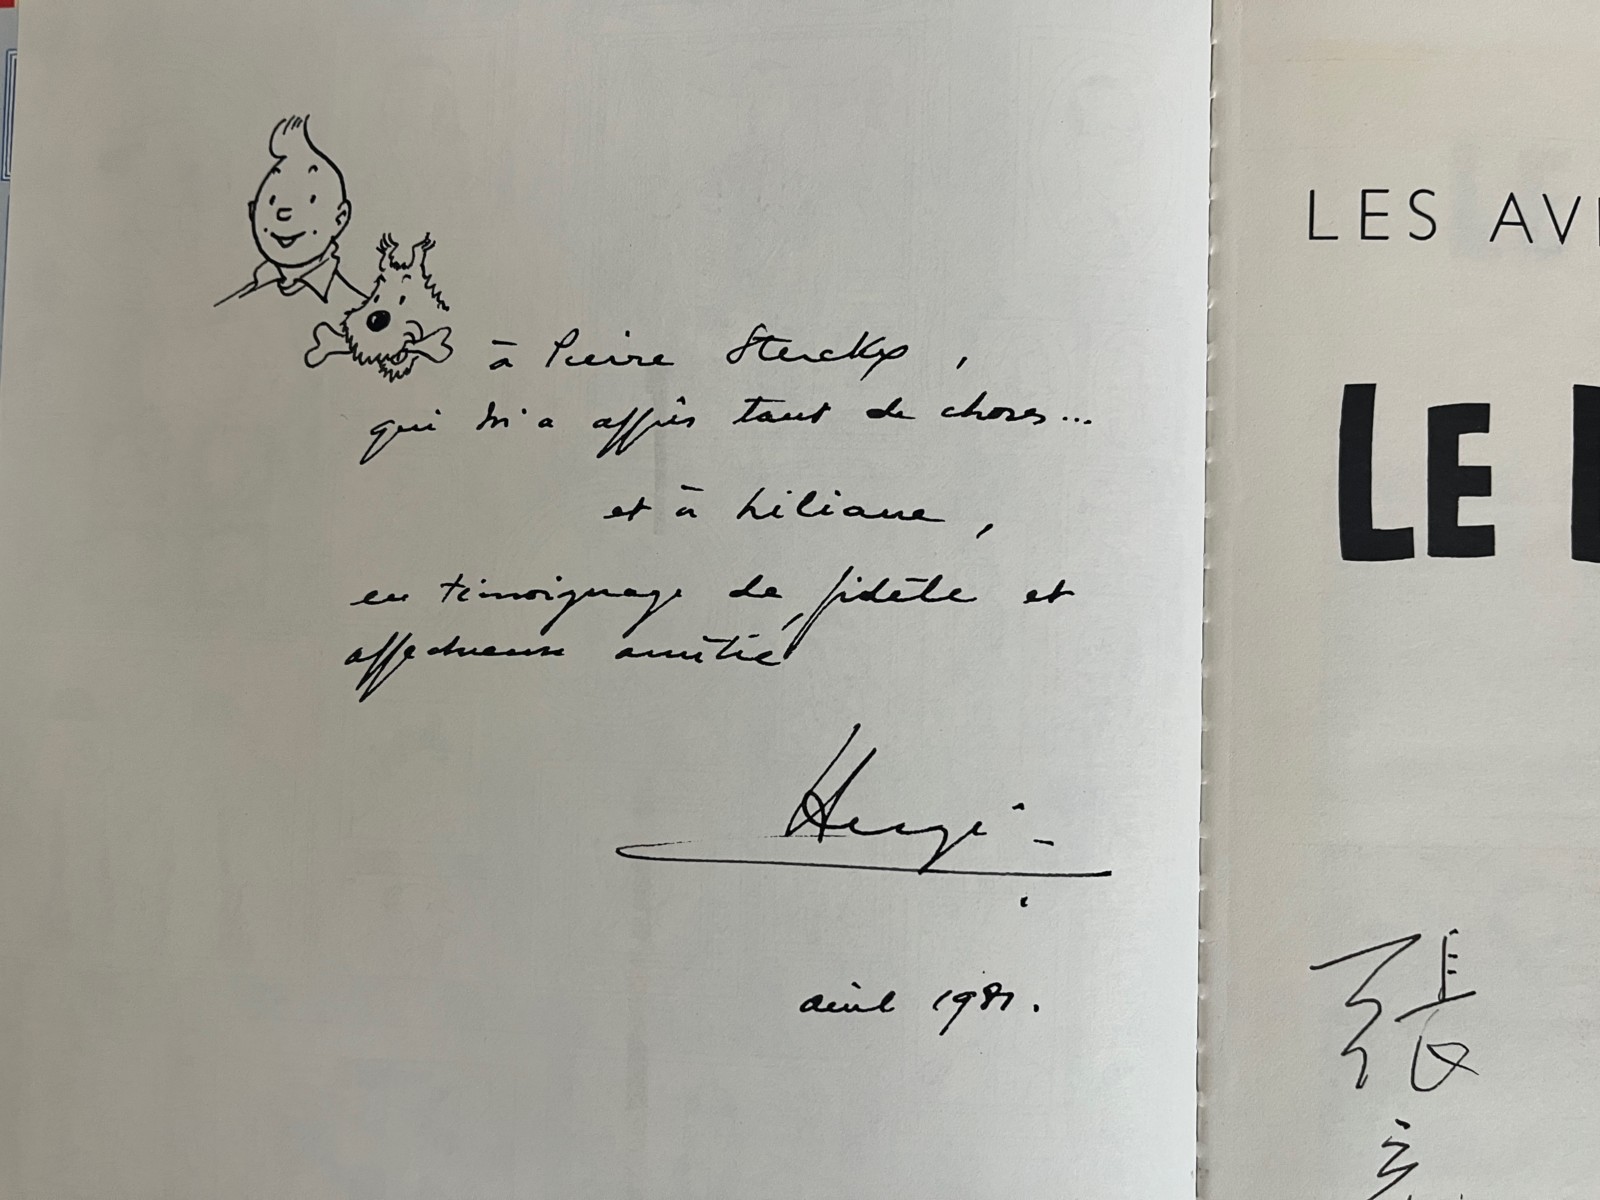 à Pierre Sterckx,
qui m'a appris tant de choses...
et à Liliane,
en témoignage de fidèle et
affectueuse amitié
Hergé
avril 1981.
LES AV
LE
張